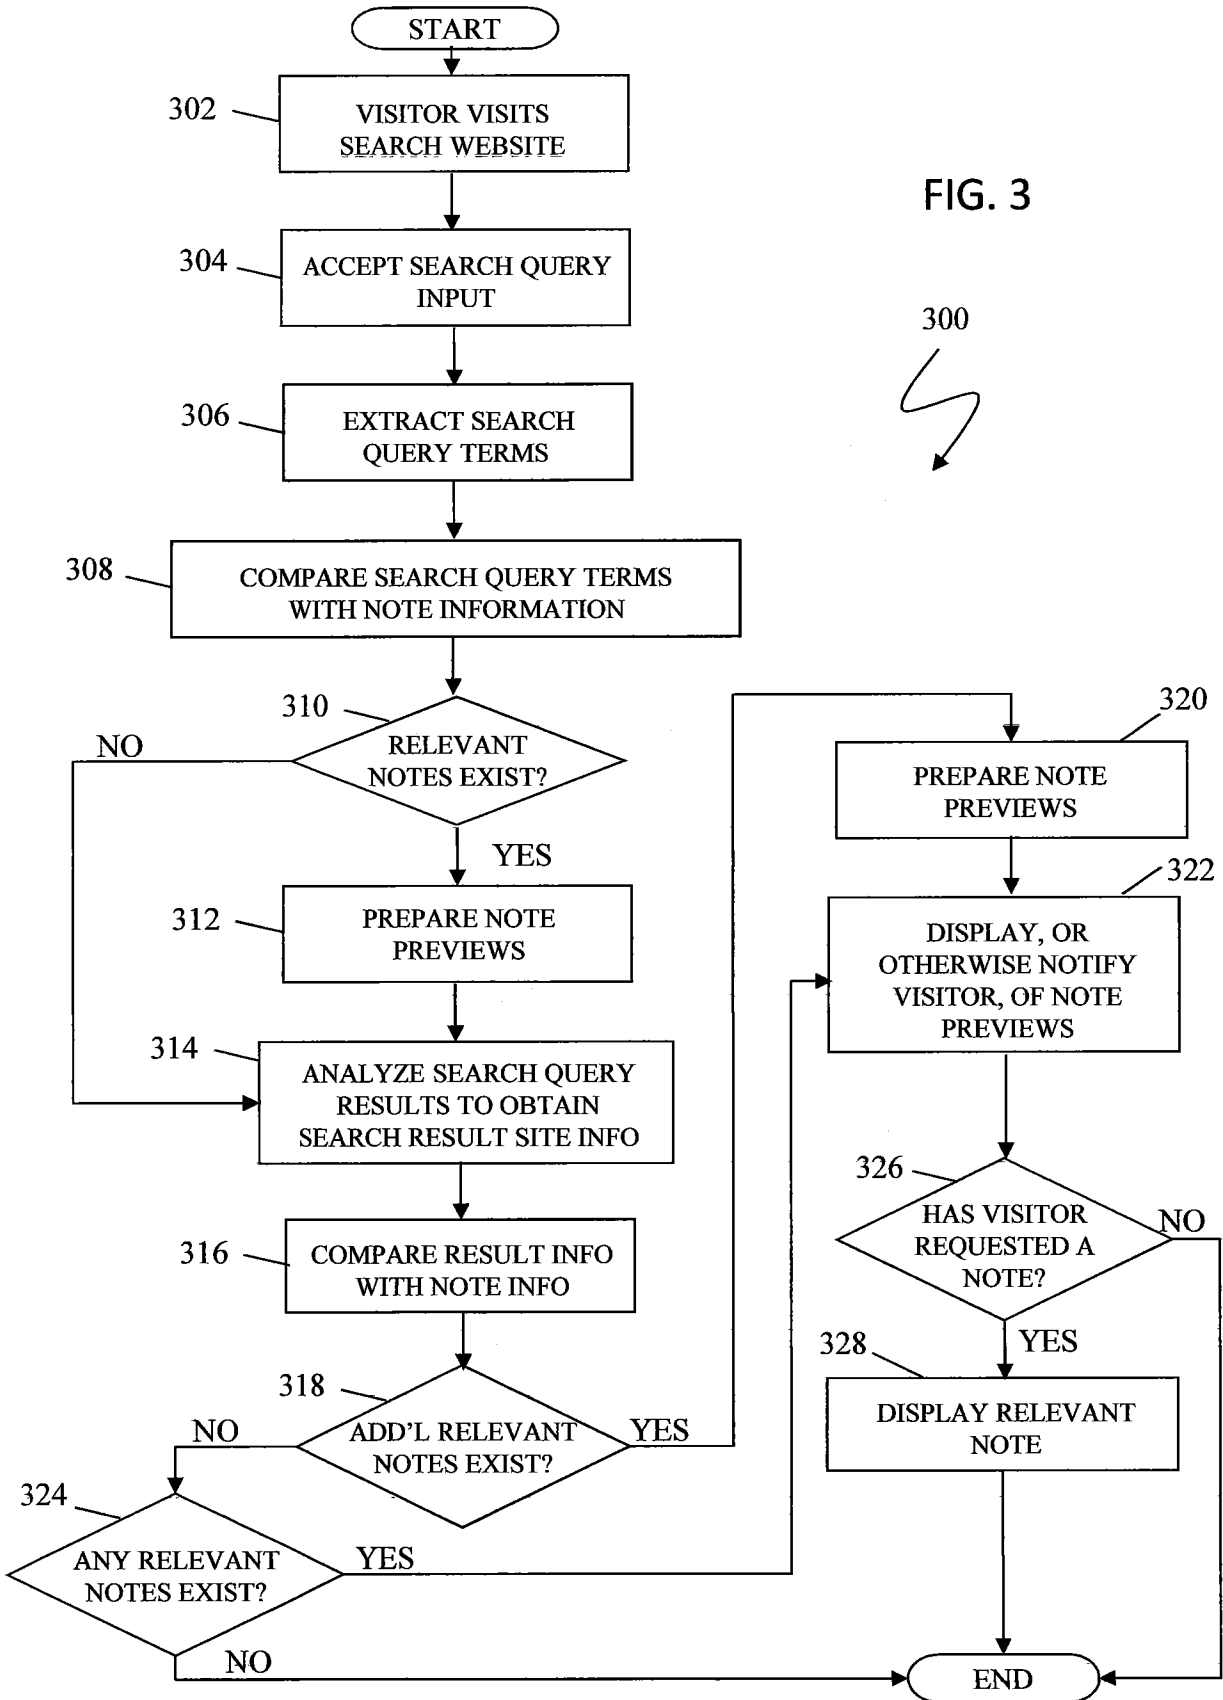 START
302
VISITOR VISITS
SEARCH WEBSITE
FIG. 3
304
ACCEPT SEARCH QUERY
INPUT
300
306
EXTRACT SEARCH
QUERY TERMS
308
COMPARE SEARCH QUERY TERMS
WITH NOTE INFORMATION
310
RELEVANT
NOTES EXIST?
NO
YES
312
PREPARE NOTE
PREVIEWS
314
ANALYZE SEARCH QUERY
RESULTS TO OBTAIN
SEARCH RESULT SITE INFO
316
COMPARE RESULT INFO
WITH NOTE INFO
318
ADD'L RELEVANT
NOTES EXIST?
NO
YES
324
ANY RELEVANT
NOTES EXIST?
YES
NO
320
PREPARE NOTE
PREVIEWS
322
DISPLAY, OR
OTHERWISE NOTIFY
VISITOR, OF NOTE
PREVIEWS
326
HAS VISITOR
REQUESTED A
NOTE?
NO
YES
328
DISPLAY RELEVANT
NOTE
END